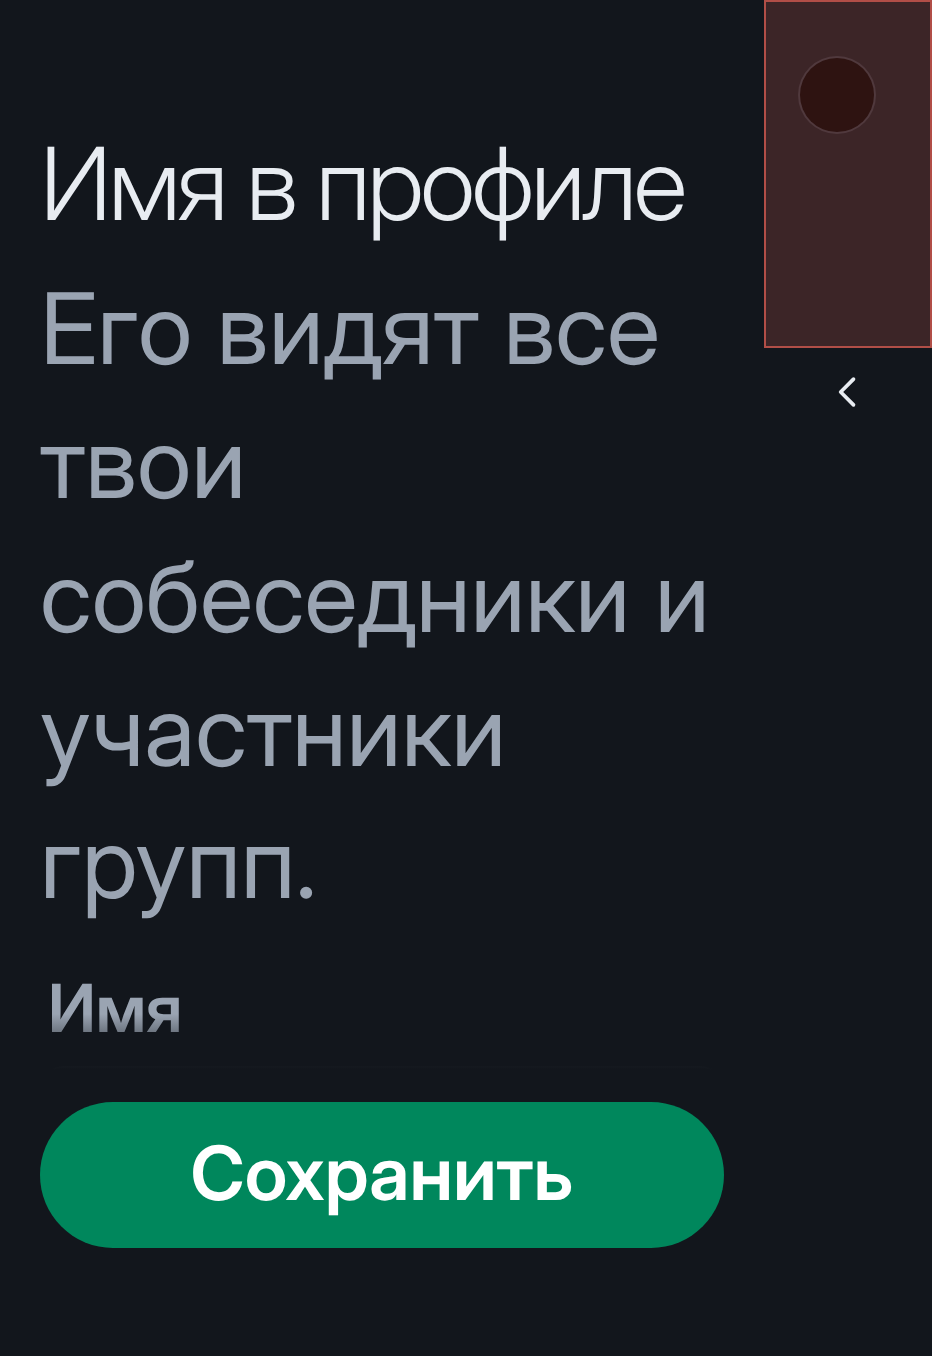 Имя в профиле
Его видят все
твои
собеседники и
участники
групп.
Имя
Сохранить